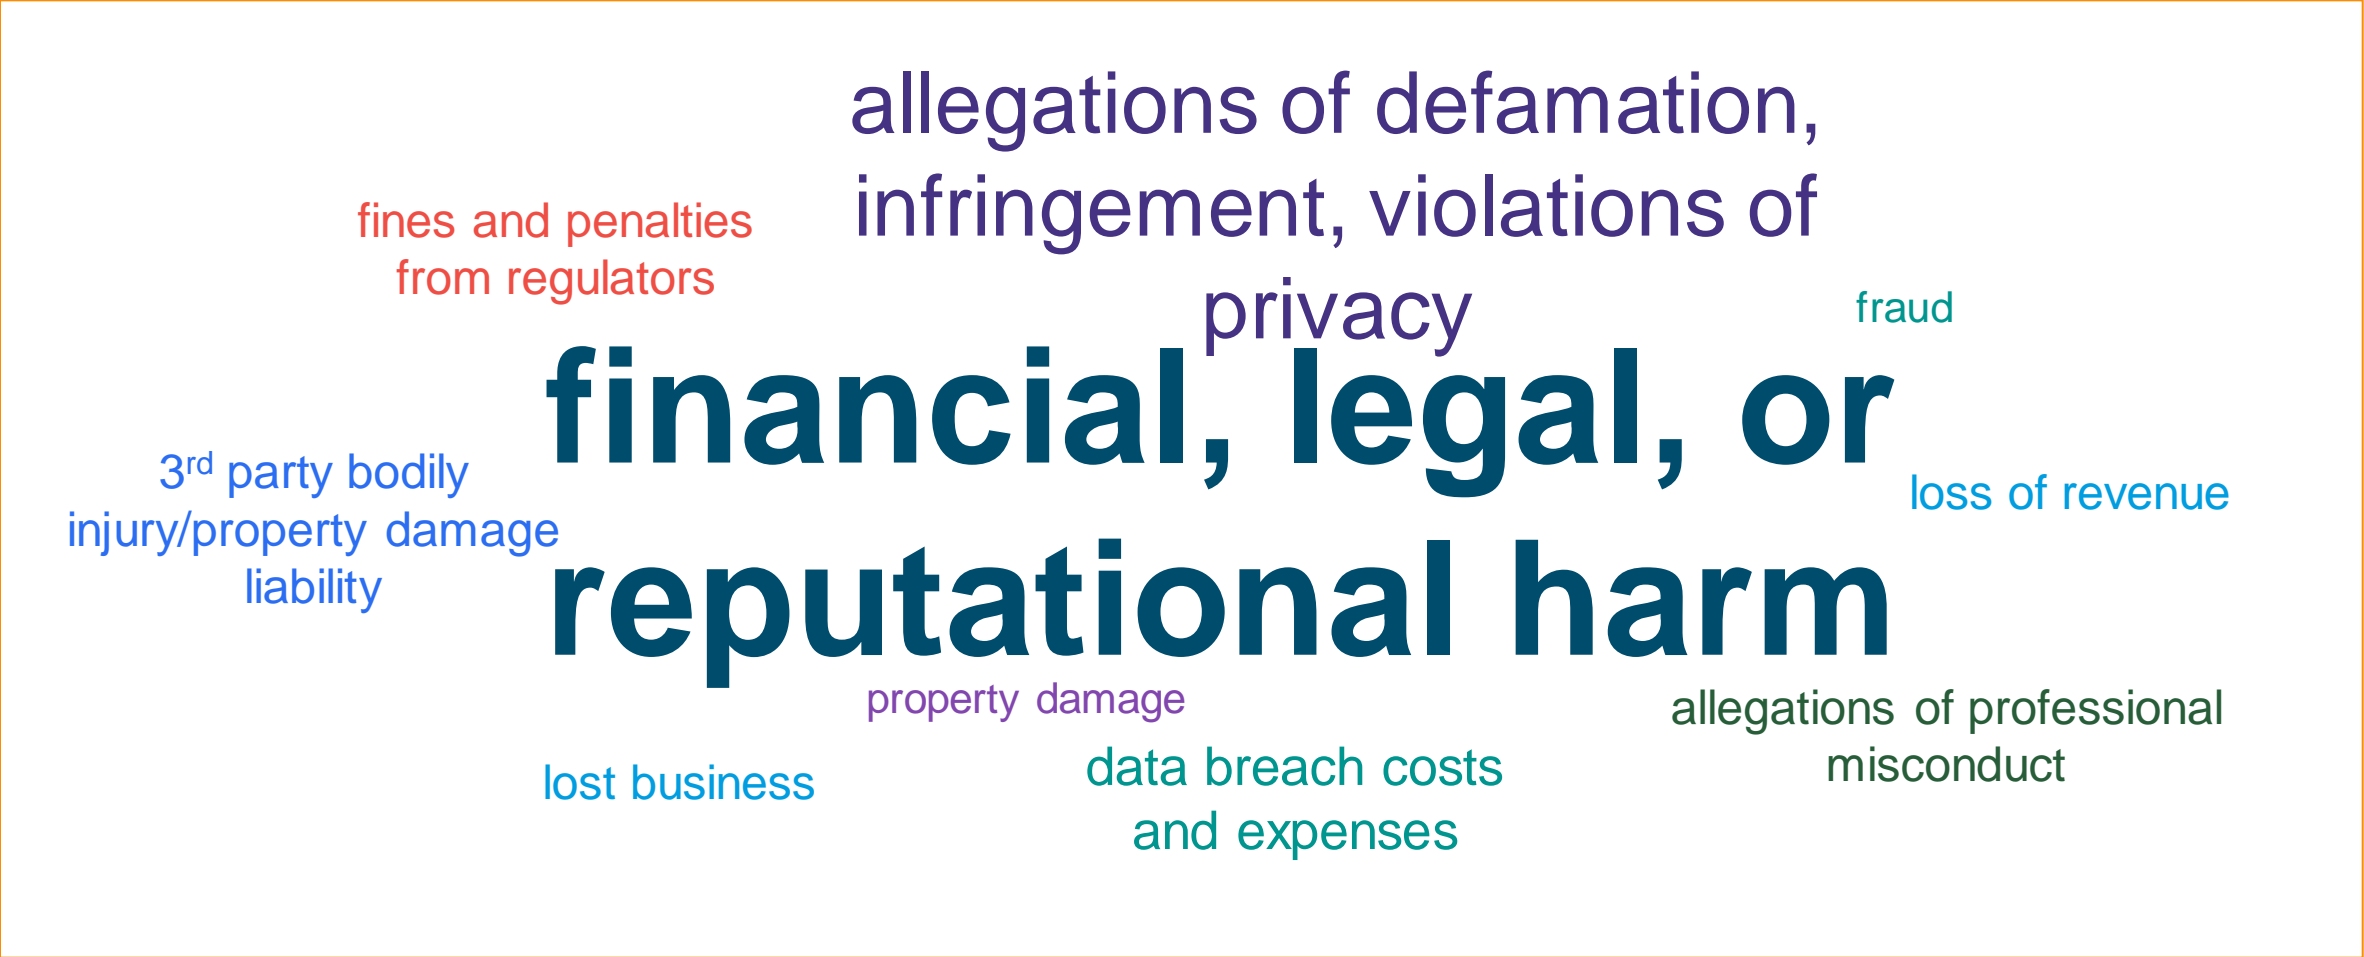 allegations of defamation,
infringement, violations of
privacy
fines and penalties
from regulators
fraud
financial, legal, or
reputational harm
3rd party bodily
injury/property damage
liability
loss of revenue
property damage
allegations of professional
misconduct
lost business
data breach costs
and expenses